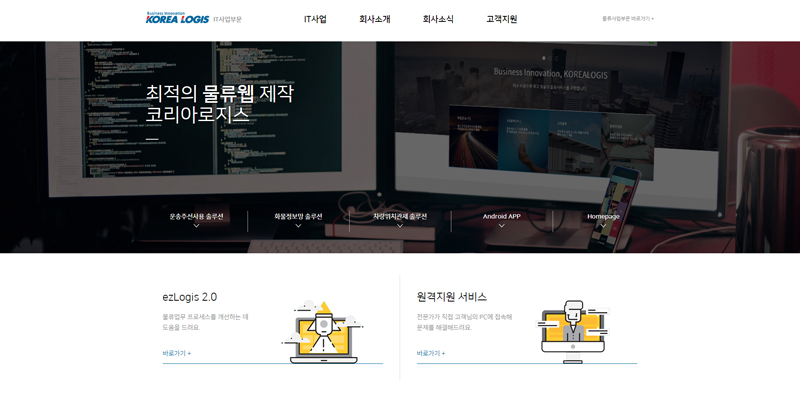 Business Innovation
KOREA LOGIS IT사업부문
IT사업 회사소개 회사소식 고객지원
물류사업부문 바로가기 +
Business Innovation, KOREALOGIS
최적의 물류웹 제작
코리아로지스
운송주선사용 솔루션
화물정보망 솔루션
차량위치관제 솔루션
Android APP
Homepage
ezLogis 2.0
물류업무 프로세스를 개선하는 데
도움을 드려요.
바로가기 +
원격지원 서비스
전문가가 직접 고객님의 PC에 접속해
문제를 해결해드려요.
바로가기 +